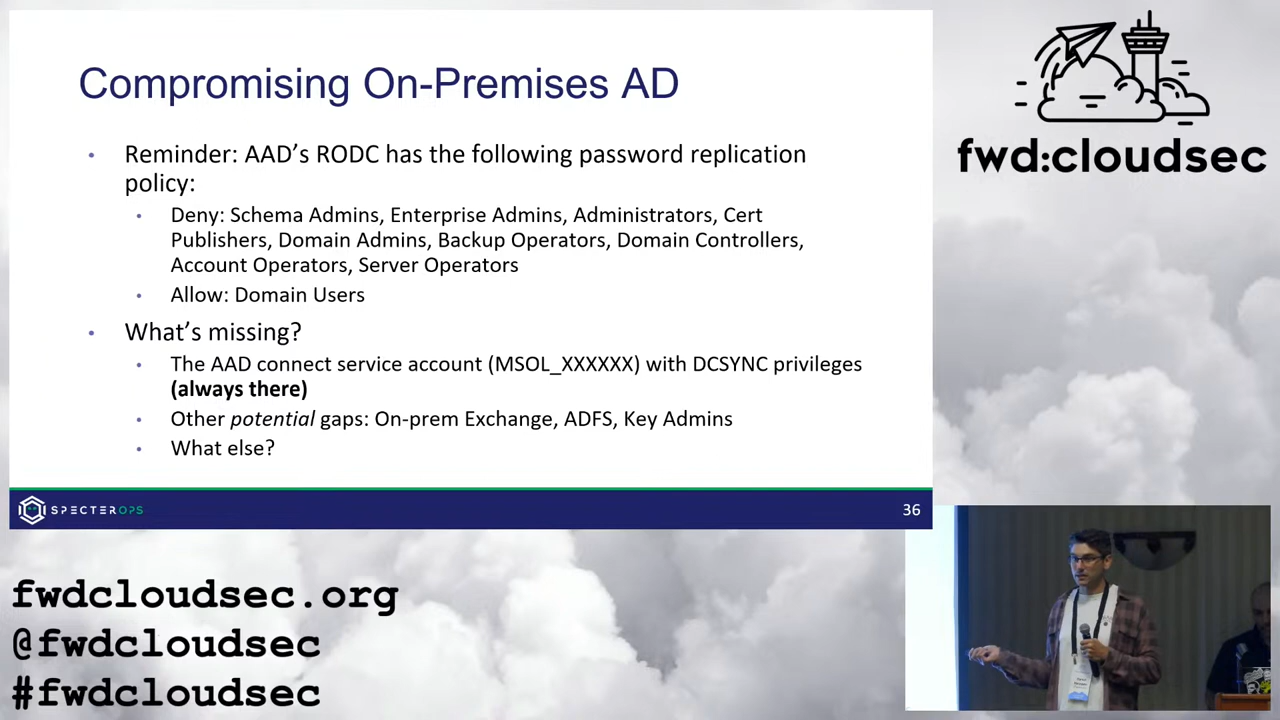 Compromising On-Premises AD
• Reminder: AAD's RODC has the following password replication
policy:
• Deny: Schema Admins, Enterprise Admins, Administrators, Cert
Publishers, Domain Admins, Backup Operators, Domain Controllers,
Account Operators, Server Operators
• Allow: Domain Users
• What's missing?
• The AAD connect service account (MSOL_XXXXXX) with DCSYNC privileges
(always there)
• Other potential gaps: On-prem Exchange, ADFS, Key Admins
• What else?
SPECTEROPS
36
fwd:cloudsec
fwdcloudsec.org
@fwdcloudsec
#fwdcloudsec